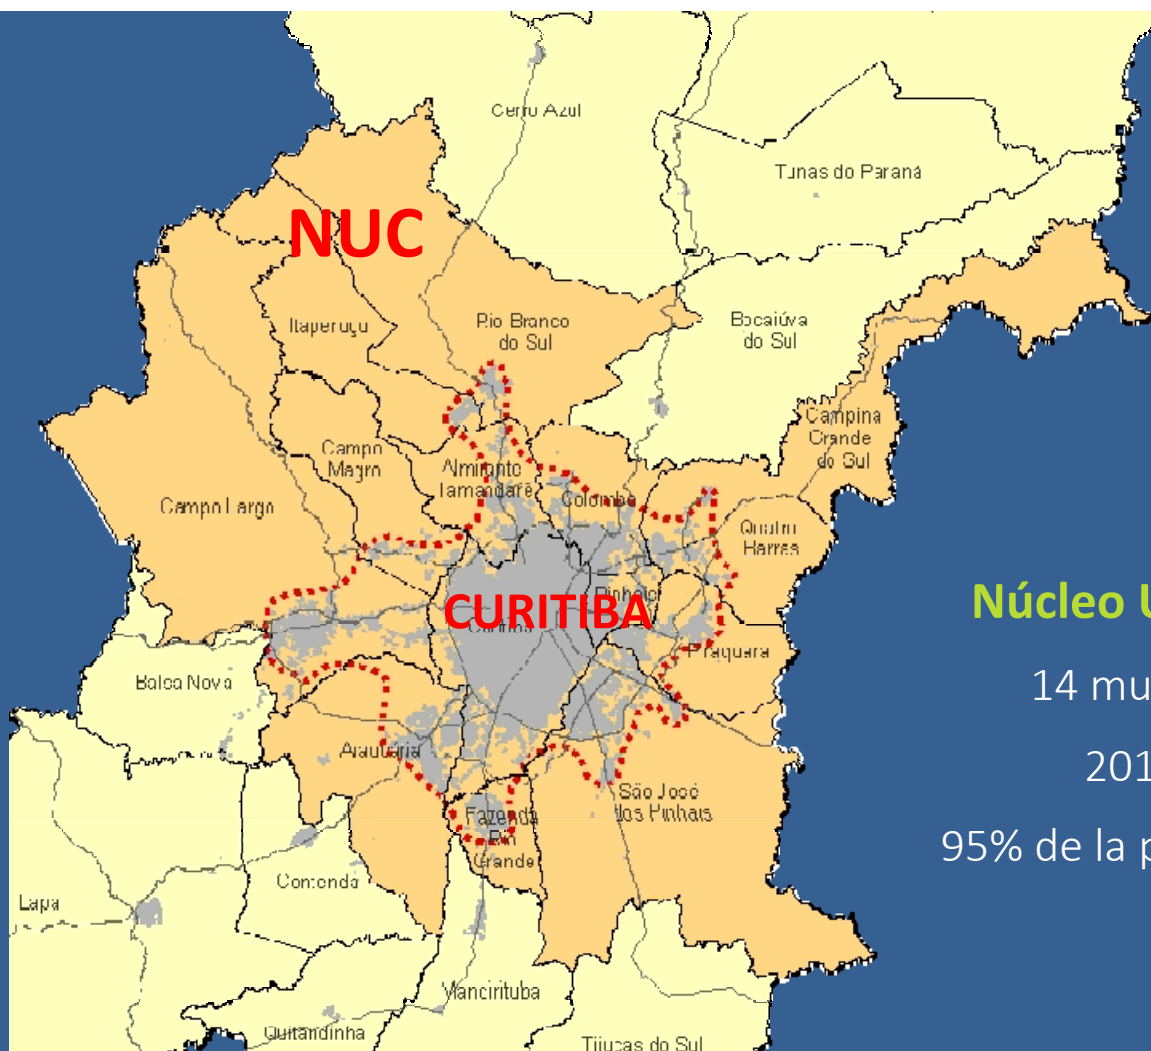 Cerro Azul
Tunas do Paraná
NUC
Itaperuçu
Rio Branco
do Sul
Bocaiúva
do Sul
Campina
Grande
do Sul
Campo
Magro
Almirante
Tamandaré
Colombo
Campo Largo
Quatro
Barras
Pinhais
CURITIBA
Curitiba
Piraquara
Balsa Nova
Araucária
São José
dos Pinhais
Fazenda
Rio
Grande
Contenda
Lapa
Mancirituba
Quitandinha
Tijucas do Sul
Núcleo U
14 mu
201
95% de la p